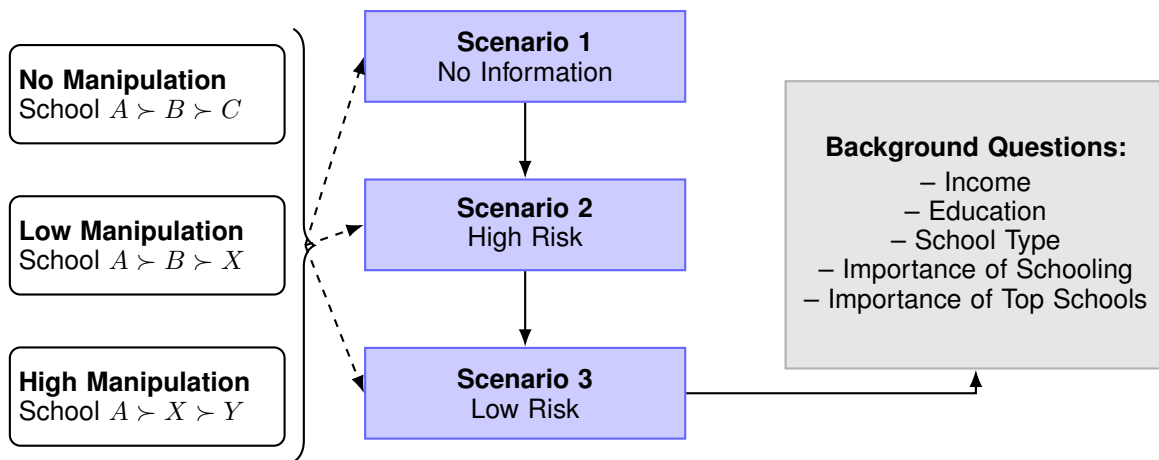 No Manipulation
School A ≻ B ≻ C
Low Manipulation
School A ≻ B ≻ X
High Manipulation
School A ≻ X ≻ Y
Scenario 1
No Information
Scenario 2
High Risk
Scenario 3
Low Risk
Background Questions:
– Income
– Education
– School Type
– Importance of Schooling
– Importance of Top Schools